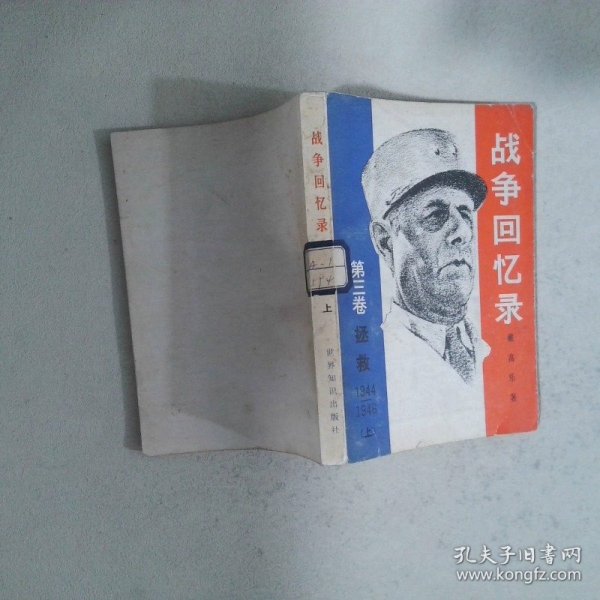 战争回忆录
戴高乐著
第三卷 拯救
1944
1946
(上)
战争回忆录
上
世界知识出版社
孔夫子旧书网
www.kongfz.com